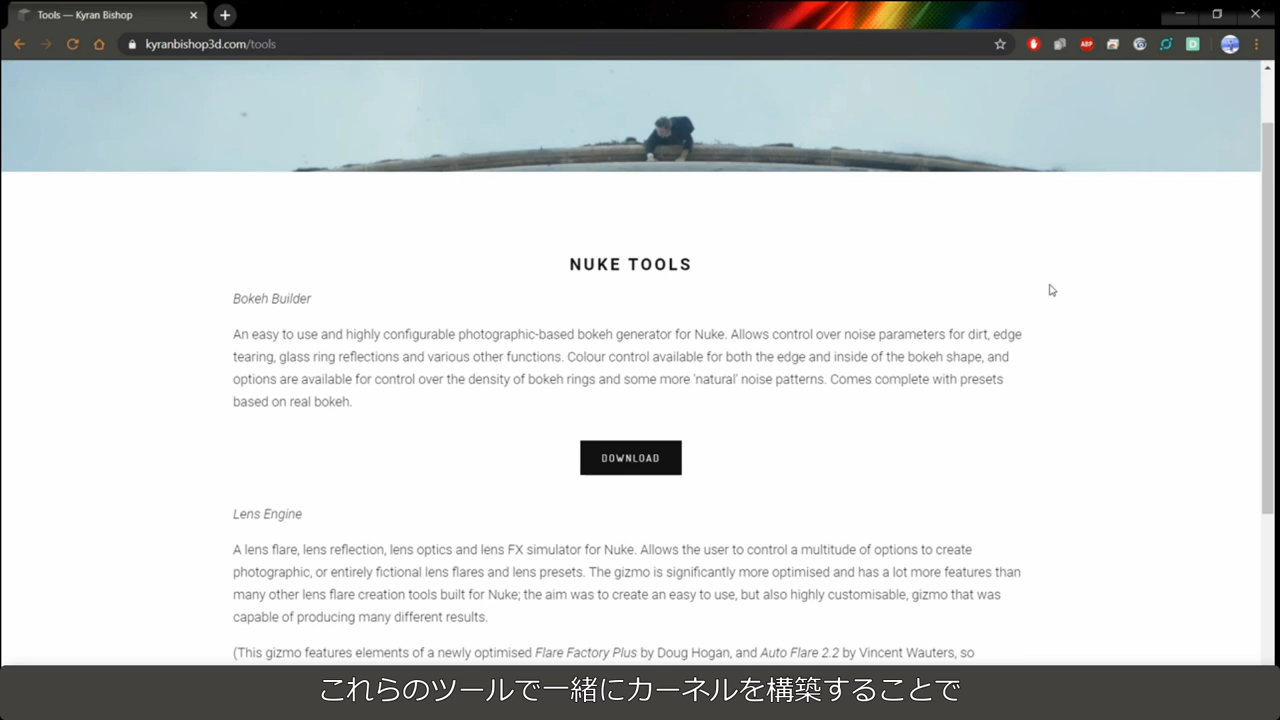 Tools — Kyran Bishop
kyranbishop3d.com/tools
ABP
D
NUKE TOOLS
Bokeh Builder
An easy to use and highly configurable photographic-based bokeh generator for Nuke. Allows control over noise parameters for dirt, edge
tearing, glass ring reflections and various other functions. Colour control available for both the edge and inside of the bokeh shape, and
options are available for control over the density of bokeh rings and some more 'natural' noise patterns. Comes complete with presets
based on real bokeh.
DOWNLOAD
Lens Engine
A lens flare, lens reflection, lens optics and lens FX simulator for Nuke. Allows the user to control a multitude of options to create
photographic, or entirely fictional lens flares and lens presets. The gizmo is significantly more optimised and has a lot more features than
many other lens flare creation tools built for Nuke; the aim was to create an easy to use, but also highly customisable, gizmo that was
capable of producing many different results.
(This gizmo features elements of a newly optimised Flare Factory Plus by Doug Hogan, and Auto Flare 2.2 by Vincent Wauters, so
これらのツールで一緒にカーネルを構築することで